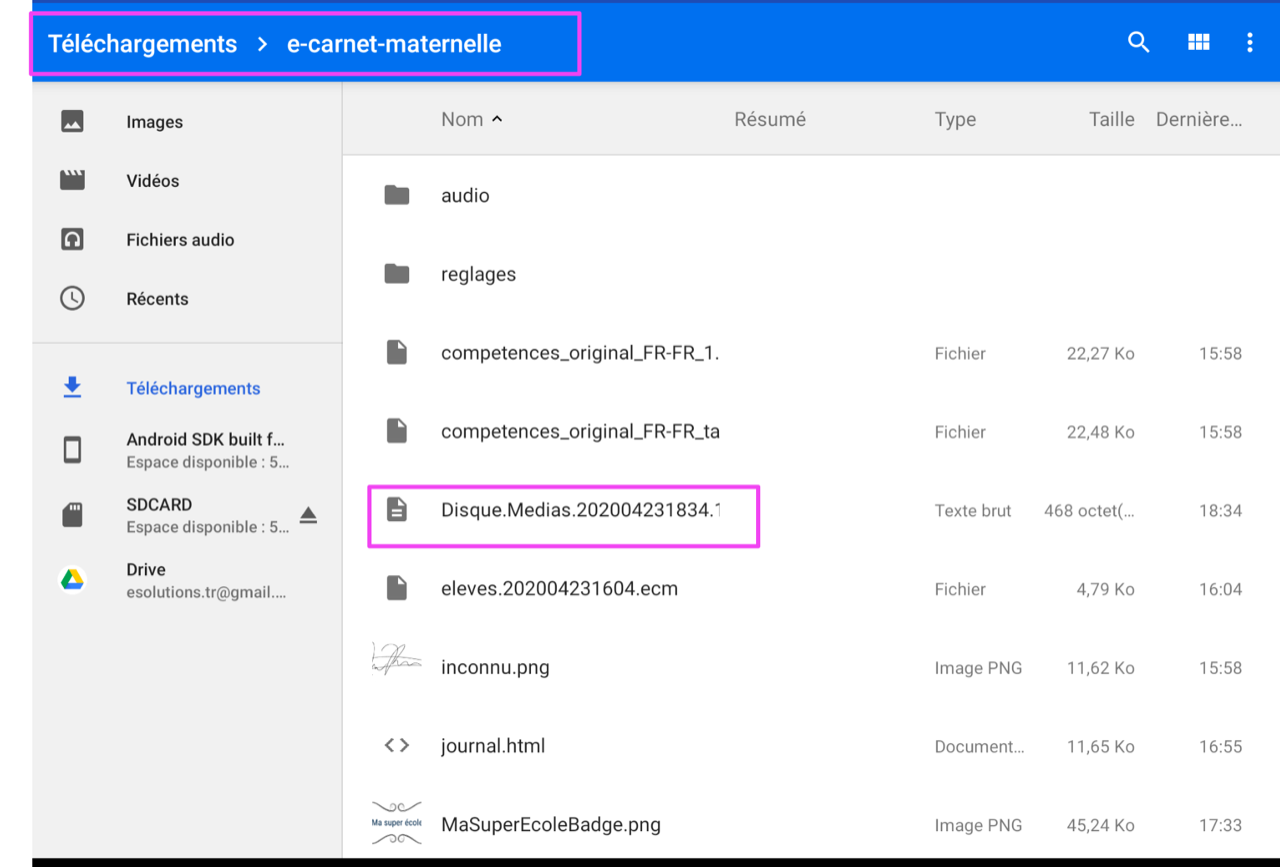 Téléchargements > e-carnet-maternelle
Images
Vidéos
Fichiers audio
Récents
Téléchargements
Android SDK built f...
Espace disponible : 5...
SDCARD
Espace disponible : 5...
Drive
esolutions.tr@gmail....
Nom Résumé Type Taille Dernière...
audio
reglages
competences_original_FR-FR_1. Fichier 22,27 Ko 15:58
competences_original_FR-FR_ta Fichier 22,48 Ko 15:58
Disque.Medias.202004231834. Texte brut 468 octet(... 18:34
eleves.202004231604.ecm Fichier 4,79 Ko 16:04
inconnu.png Image PNG 11,62 Ko 15:58
journal.html Document... 11,65 Ko 16:55
Ma super école
MaSuperEcoleBadge.png Image PNG 45,24 Ko 17:33